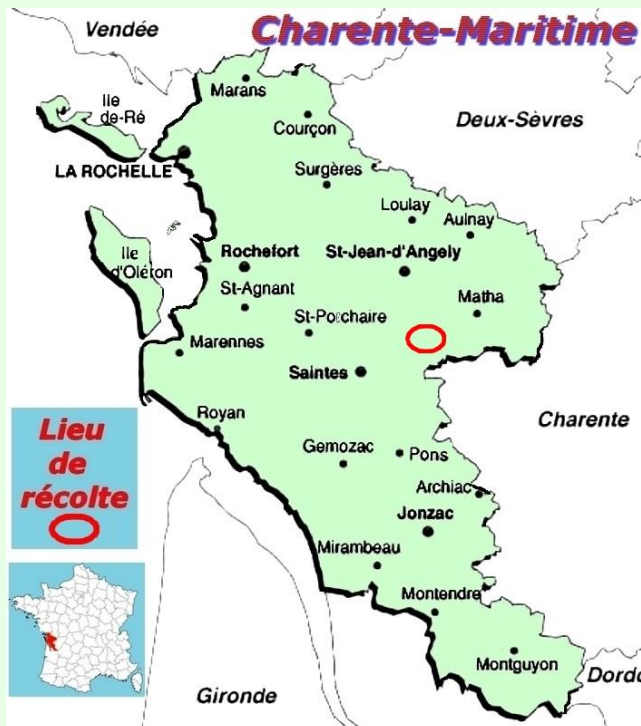 Charente-Maritime
Vendée
Marans
Ile
de-Ré
Courçon
Deux-Sèvres
LA ROCHELLE
Surgères
Loulay
Aulnay
Ile
d'Oléron
Rochefort
St-Jean-d'Angely
St-Agnant
Matha
St-Porchaire
Marennes
Saintes
Royan
Charente
Lieu
de
récolte
Gemozac
Pons
Archiac
Jonzac
Mirambeau
Montendre
Montguyon
Gironde
Dordo